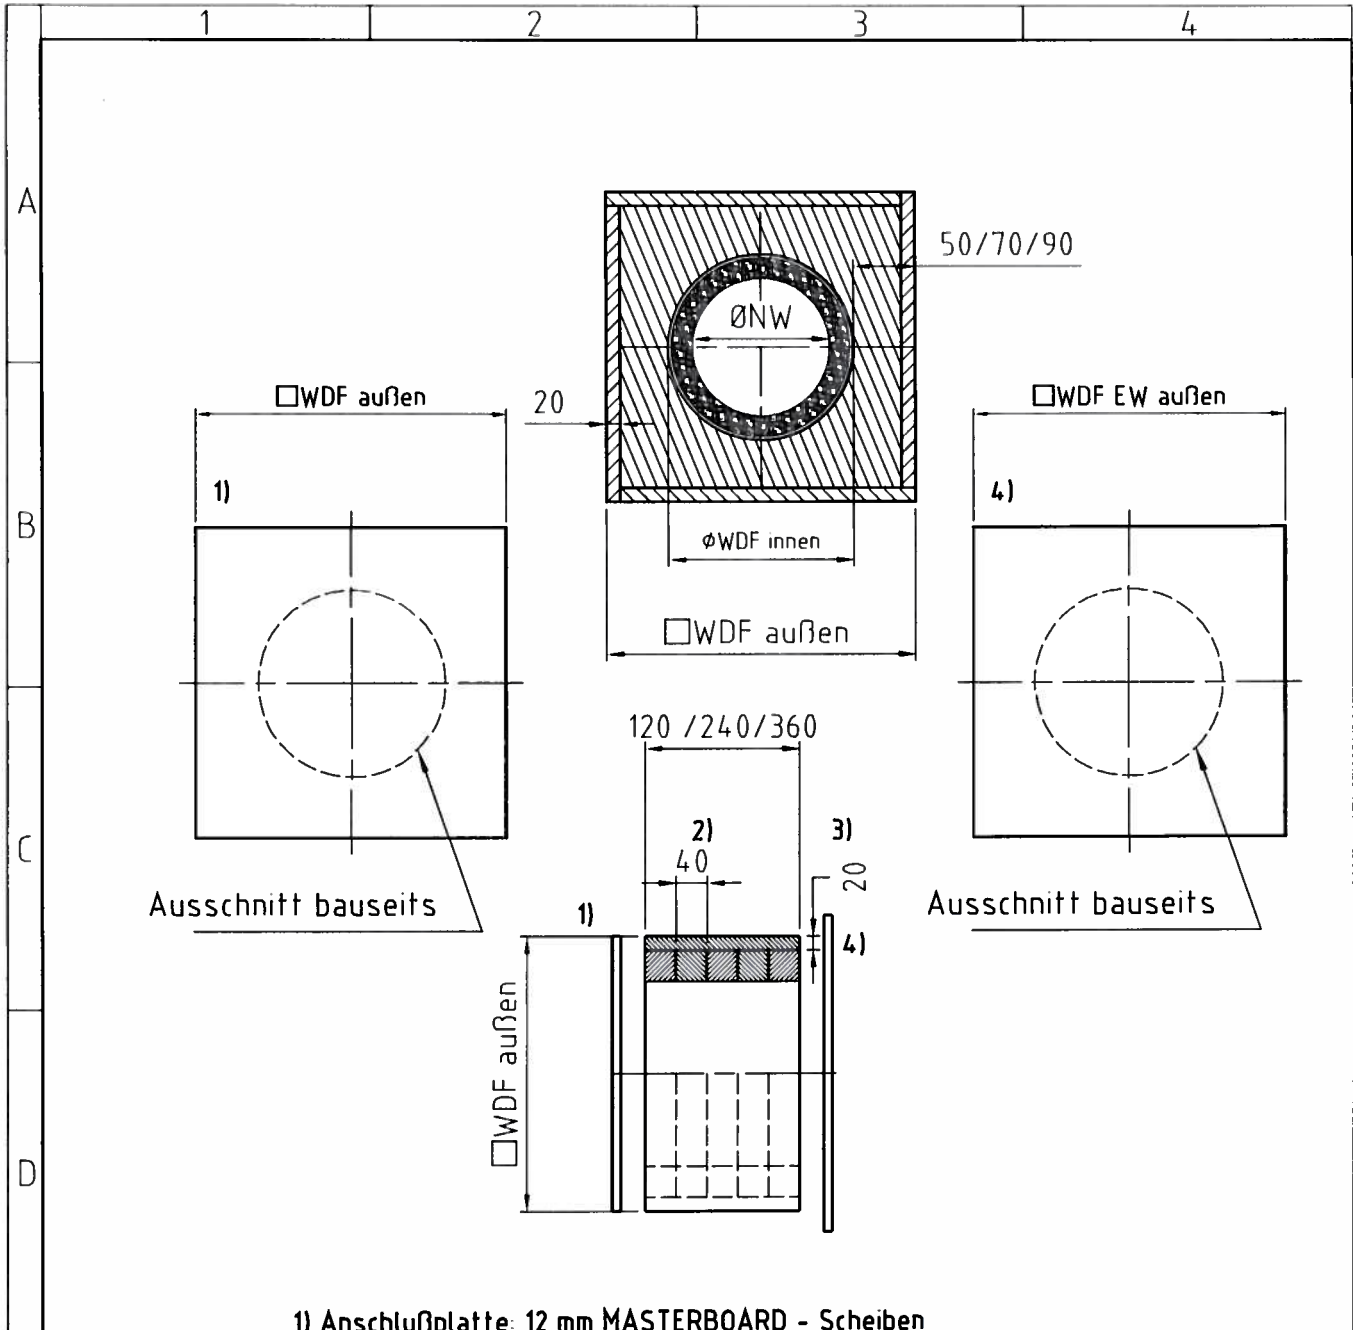 1 2 3 4
A
50/70/90
ØNW
□WDF außen
20
□WDF EW außen
1)
4)
B
ϕWDF innen
□WDF außen
120 /240/360
C
2)
3)
40
20
Ausschnitt bauseits
Ausschnitt bauseits
1)
4)
□WDF außen
D
1) Anschlußplatte: 12 mm MASTERBOARD - Scheiben